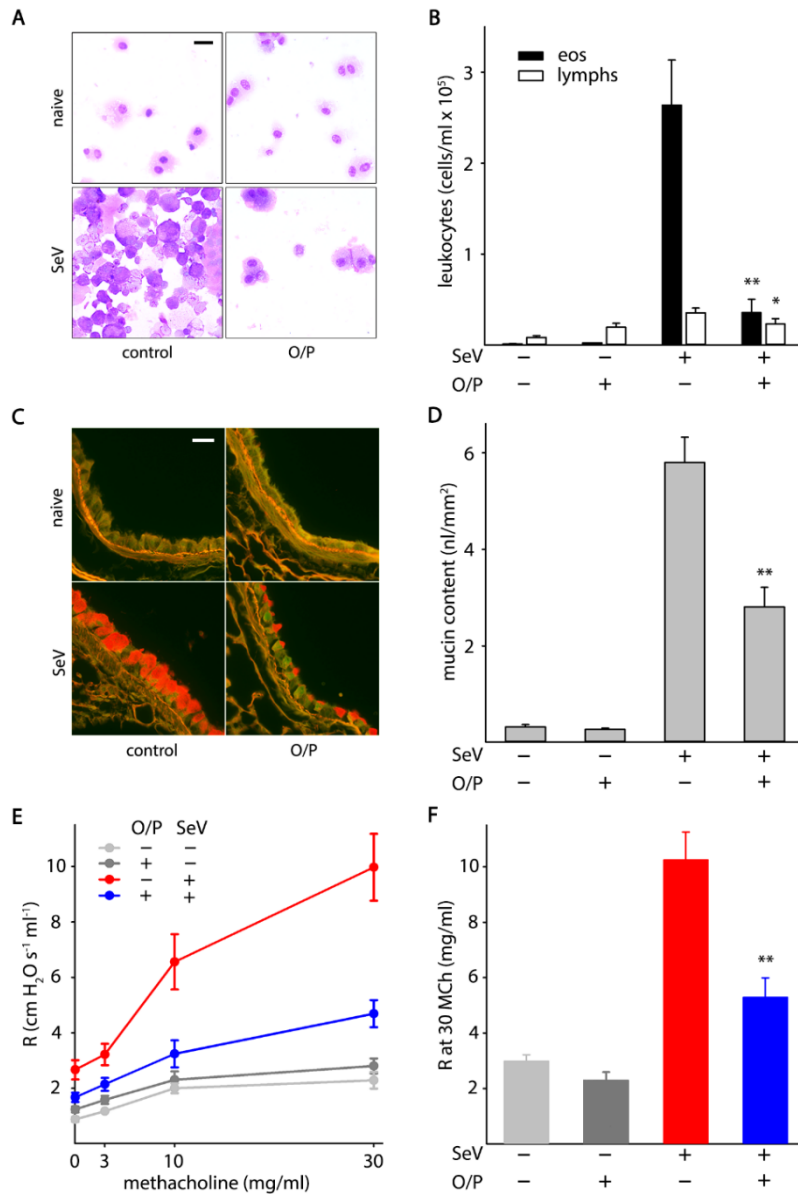 A
naive
SeV
control
O/P
B
eos
lymphs
leukocytes (cells/ml x 10⁵)
3
2
1
**
*
SeV – – + +
O/P – + – +
C
naive
SeV
control
O/P
D
mucin content (nl/mm²)
6
4
2
**
SeV – – + +
O/P – + – +
E
O/P SeV
– –
+ –
– +
+ +
R (cm H₂O s⁻¹ ml⁻¹)
10
8
6
4
2
0 3 10 30
methacholine (mg/ml)
F
R at 30 MCh (mg/ml)
10
8
6
4
2
**
SeV – – + +
O/P – + – +